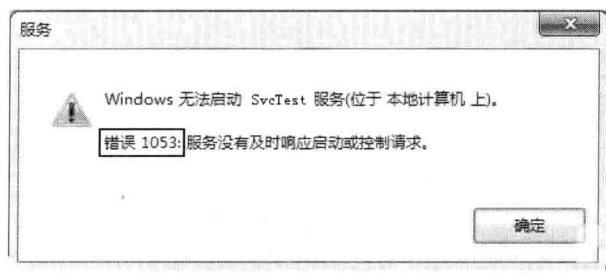 服务
Windows 无法启动 SvcTest 服务(位于 本地计算机 上)。
错误 1053:服务没有及时响应启动或控制请求。
确定